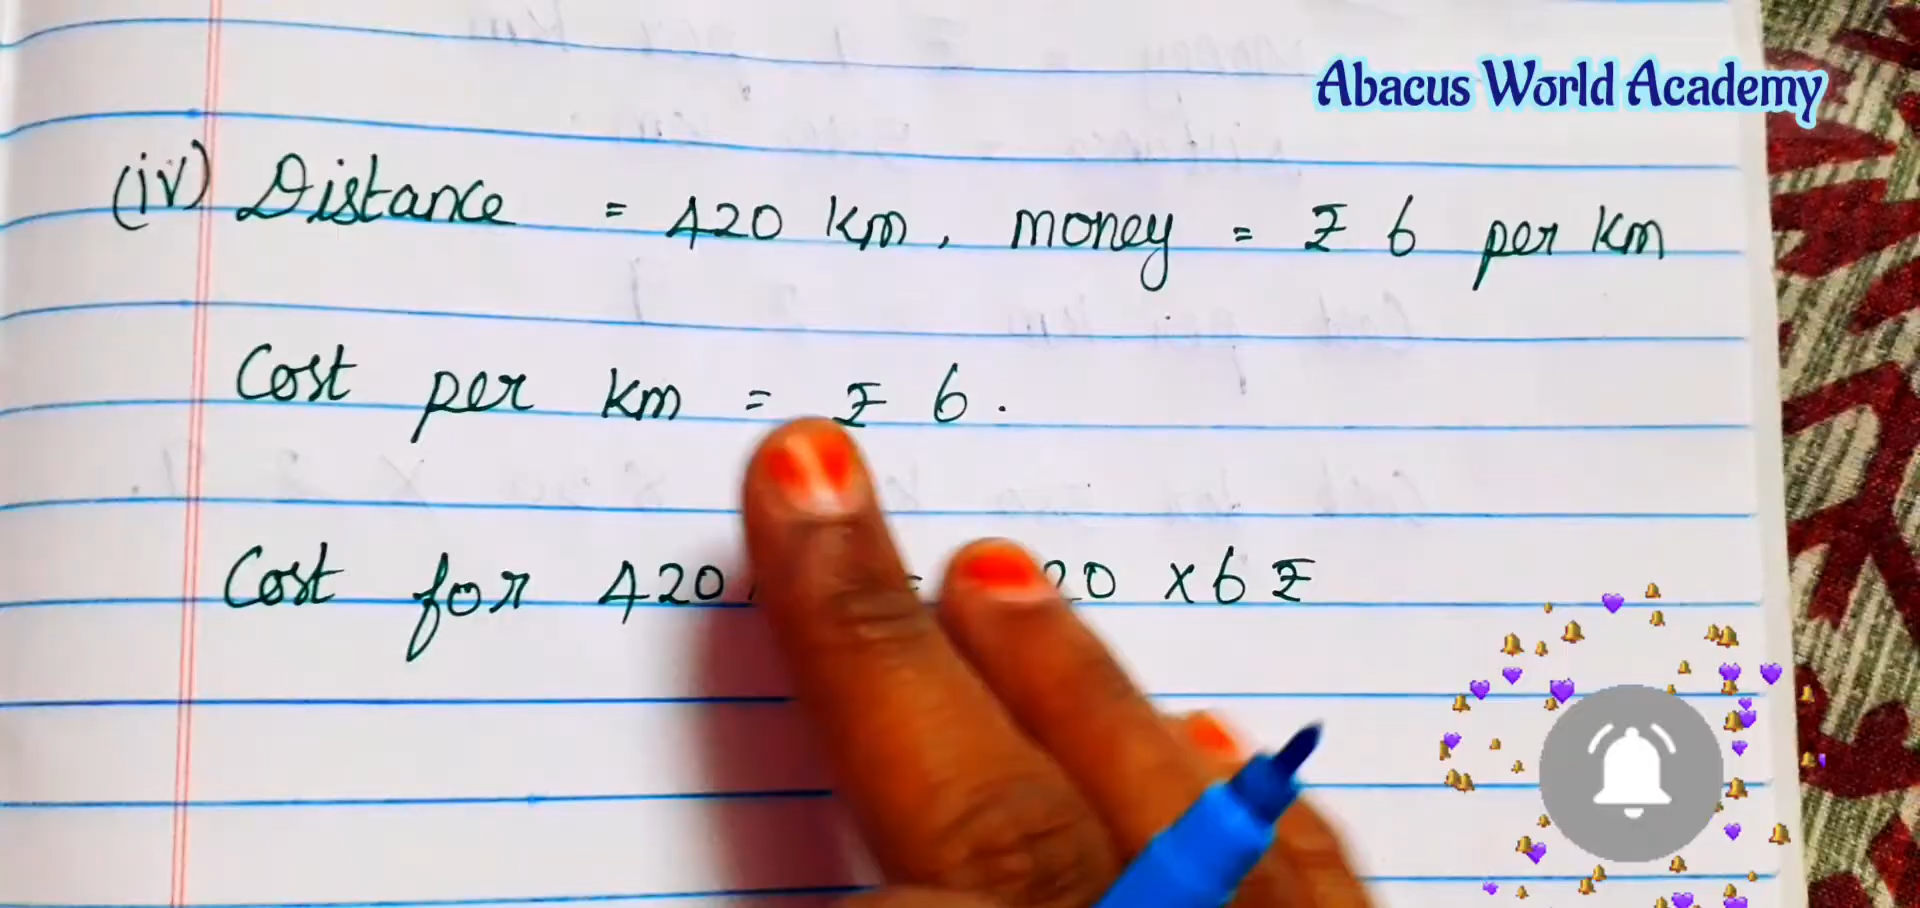 Abacus World Academy
(iv) Distance = 420 km, money = ₹ 6 per km
Cost per km = ₹ 6.
Cost for 420 = 20 x 6 ₹